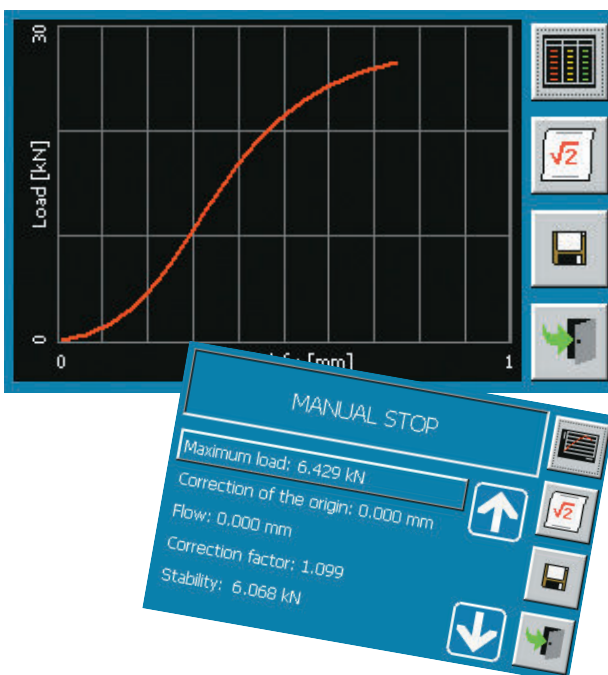 30
Load [kN]
0
0
[mm]
1
√2
MANUAL STOP
Maximum load: 6.429 kN
Correction of the origin: 0.000 mm
Flow: 0.000 mm
Correction factor: 1.099
Stability: 6.068 kN
√2